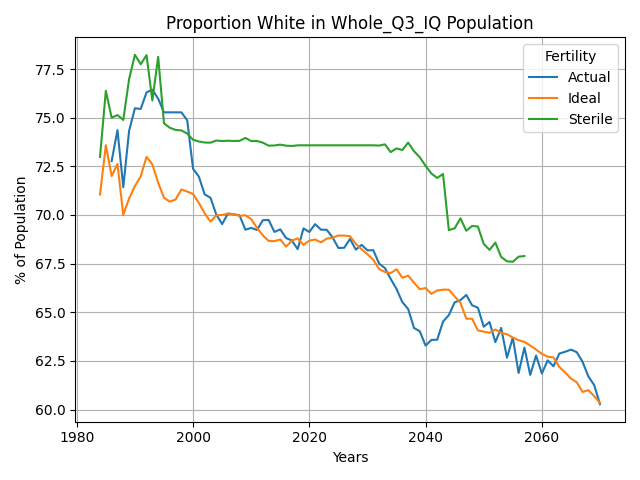 Proportion White in Whole_Q3_IQ Population
Fertility
Actual
Ideal
Sterile
% of Population
77.5
75.0
72.5
70.0
67.5
65.0
62.5
60.0
1980
2000
2020
2040
2060
Years